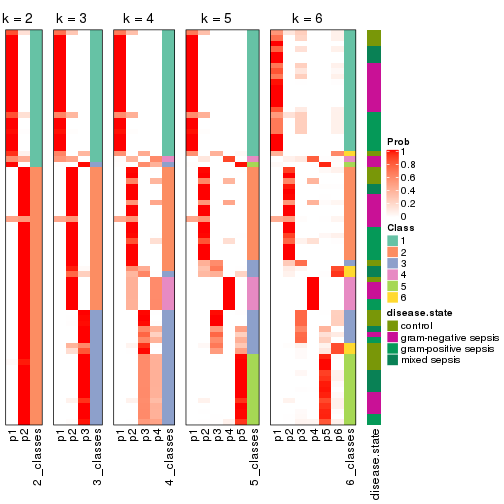 k = 2
k = 3
k = 4
k = 5
k = 6
p1
p2
2_classes
p1
p2
p3
3_classes
p1
p2
p3
p4
4_classes
p1
p2
p3
p4
p5
5_classes
p1
p2
p3
p4
p5
p6
6_classes
disease.state
Prob
1
0.8
0.6
0.4
0.2
0
Class
1
2
3
4
5
6
disease.state
control
gram-negative sepsis
gram-positive sepsis
mixed sepsis